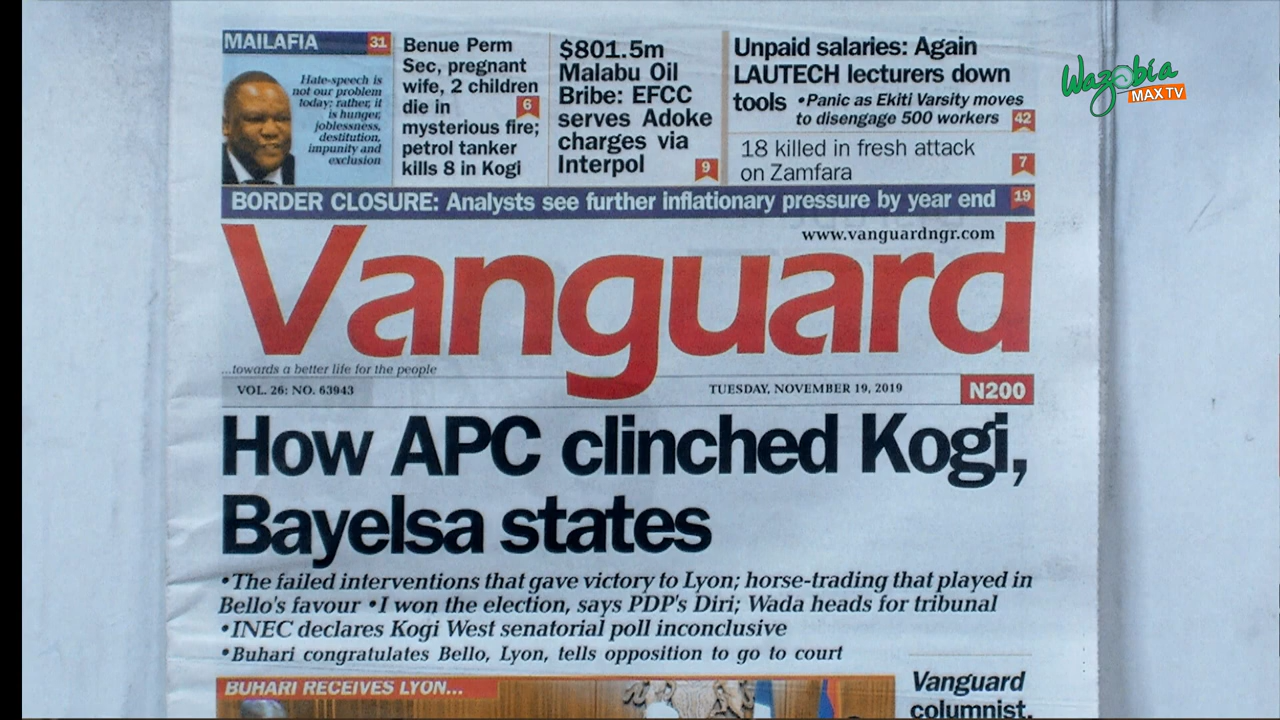 MAILAFIA 31
Hate-speech is
not our problem
today; rather, it
is hunger,
joblessness,
destitution,
impunity and
exclusion
Benue Perm
Sec, pregnant
wife, 2 children
die in 6
mysterious fire;
petrol tanker
kills 8 in Kogi
$801.5m
Malabu Oil
Bribe: EFCC
serves Adoke
charges via
Interpol 9
Unpaid salaries: Again
LAUTECH lecturers down
tools •Panic as Ekiti Varsity moves
to disengage 500 workers 42
18 killed in fresh attack
on Zamfara 7
Wazobia
MAX TV
BORDER CLOSURE: Analysts see further inflationary pressure by year end 19
www.vanguardngr.com
Vanguard
...towards a better life for the people
VOL. 26: NO. 63943 TUESDAY, NOVEMBER 19, 2019 N200
How APC clinched Kogi,
Bayelsa states
•The failed interventions that gave victory to Lyon; horse-trading that played in
Bello's favour •I won the election, says PDP's Diri; Wada heads for tribunal
•INEC declares Kogi West senatorial poll inconclusive
•Buhari congratulates Bello, Lyon, tells opposition to go to court
BUHARI RECEIVES LYON...
Vanguard
columnist,